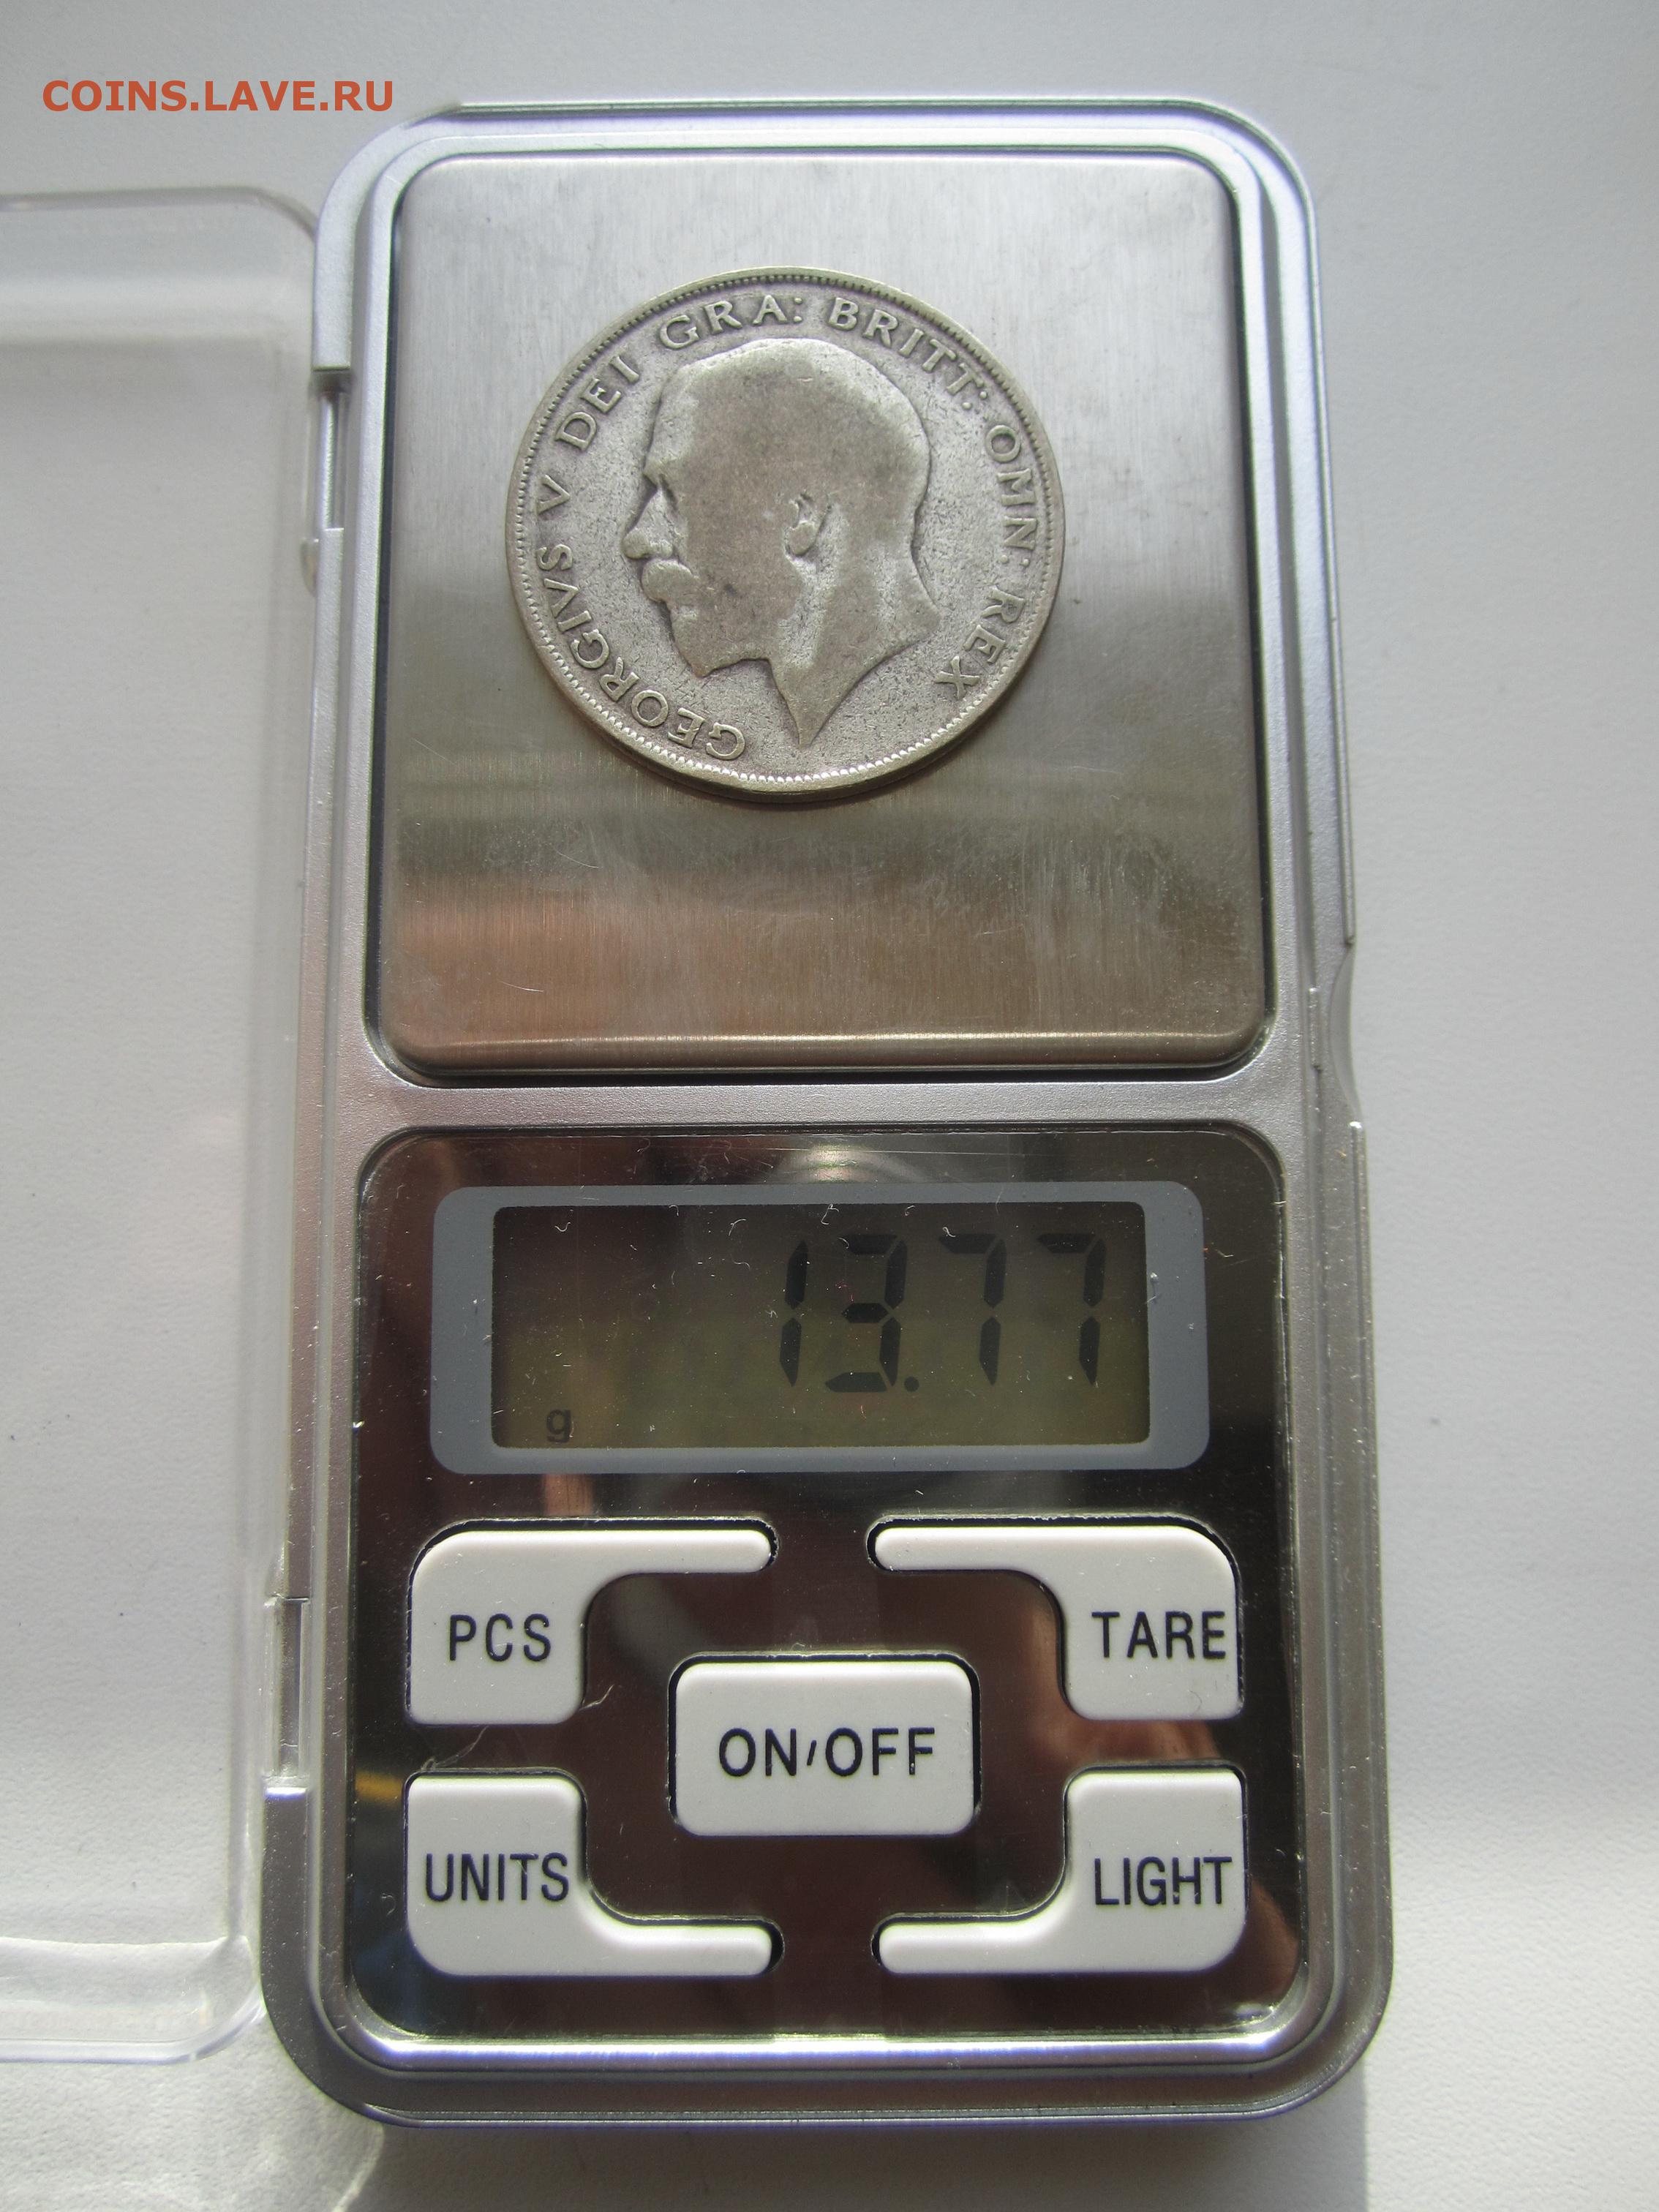 COINS.LAVE.RU
GEORGIVS V DEI GRA: BRITT: OMN: REX
13.77
g
PCS
TARE
ON/OFF
UNITS
LIGHT